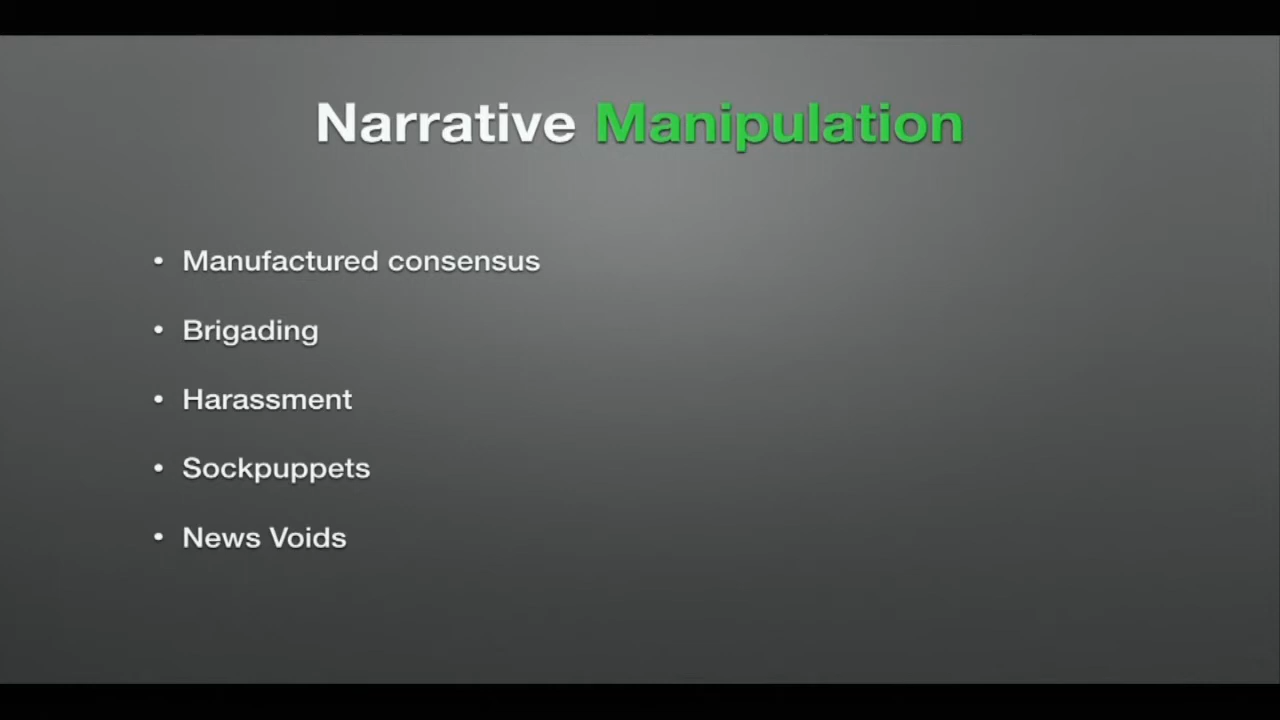 Narrative Manipulation
• Manufactured consensus
• Brigading
• Harassment
• Sockpuppets
• News Voids